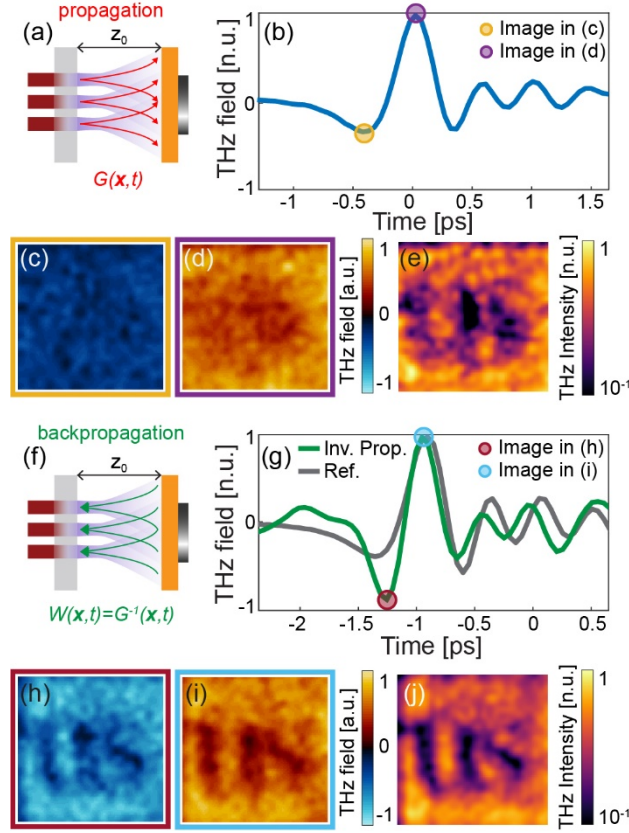 propagation
(a)
z₀
G(x,t)
(b)
THz field [n.u.]
1
0
-1
-1
-0.5
0
0.5
1
1.5
Time [ps]
Image in (c)
Image in (d)
(c)
(d)
1
0
-1
THz field [a.u.]
(e)
1
10⁻¹
THz Intensity [n.u.]
backpropagation
(f)
z₀
W(x,t)=G⁻¹(x,t)
(g)
THz field [n.u.]
1
0
-1
-2
-1.5
-1
-0.5
0
0.5
Time [ps]
Inv. Prop.
Ref.
Image in (h)
Image in (i)
(h)
(i)
1
0
-1
THz field [a.u.]
(j)
1
10⁻¹
THz Intensity [n.u.]